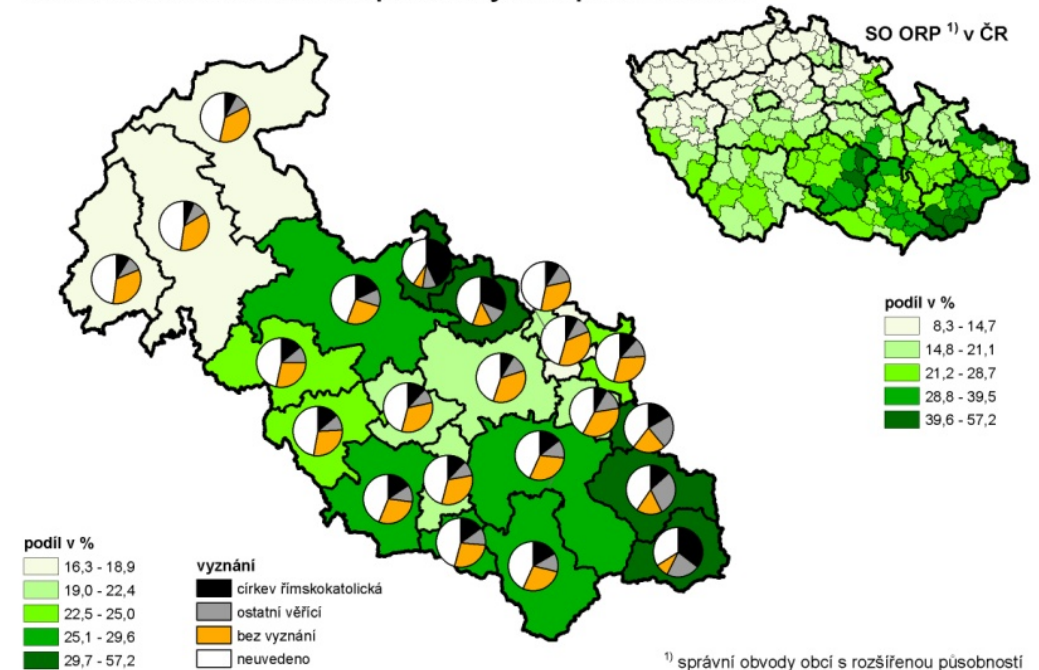 SO ORP ¹⁾ v ČR
podíl v %
8,3 - 14,7
14,8 - 21,1
21,2 - 28,7
28,8 - 39,5
39,6 - 57,2
podíl v %
16,3 - 18,9
19,0 - 22,4
22,5 - 25,0
25,1 - 29,6
29,7 - 57,2
vyznání
církev římskokatolická
ostatní věřící
bez vyznání
neuvedeno
¹⁾ správní obvody obcí s rozšířenou působností